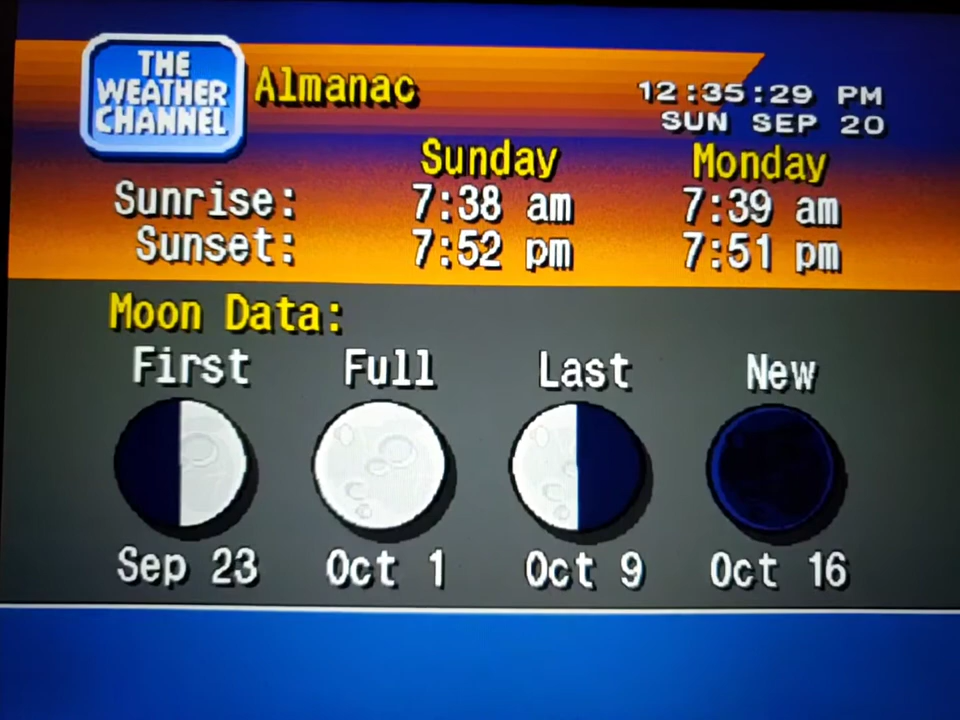 THE
WEATHER
CHANNEL
Almanac
12:35:29 PM
SUN SEP 20
Sunday Monday
Sunrise: 7:38 am 7:39 am
Sunset: 7:52 pm 7:51 pm
Moon Data:
First Full Last New
Sep 23 Oct 1 Oct 9 Oct 16